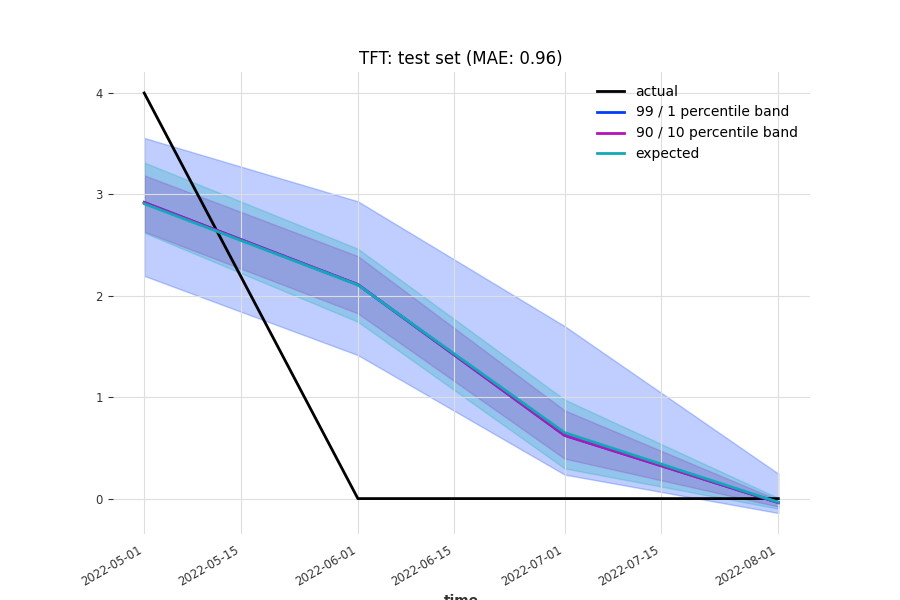 TFT: test set (MAE: 0.96)
actual
99 / 1 percentile band
90 / 10 percentile band
expected
4
3
2
1
0
2022-05-01
2022-05-15
2022-06-01
2022-06-15
2022-07-01
2022-07-15
2022-08-01
time